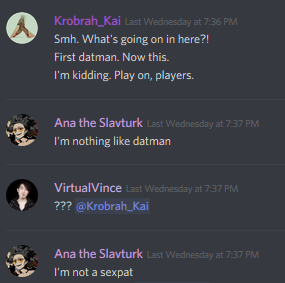 Krobrah_Kai Last Wednesday at 7:36 PM
Smh. What's going on in here?!
First datman. Now this.
I'm kidding. Play on, players.
Ana the Slavturk Last Wednesday at 7:37 PM
I'm nothing like datman
VirtualVince Last Wednesday at 7:37 PM
??? @Krobrah_Kai
Ana the Slavturk Last Wednesday at 7:37 PM
I'm not a sexpat